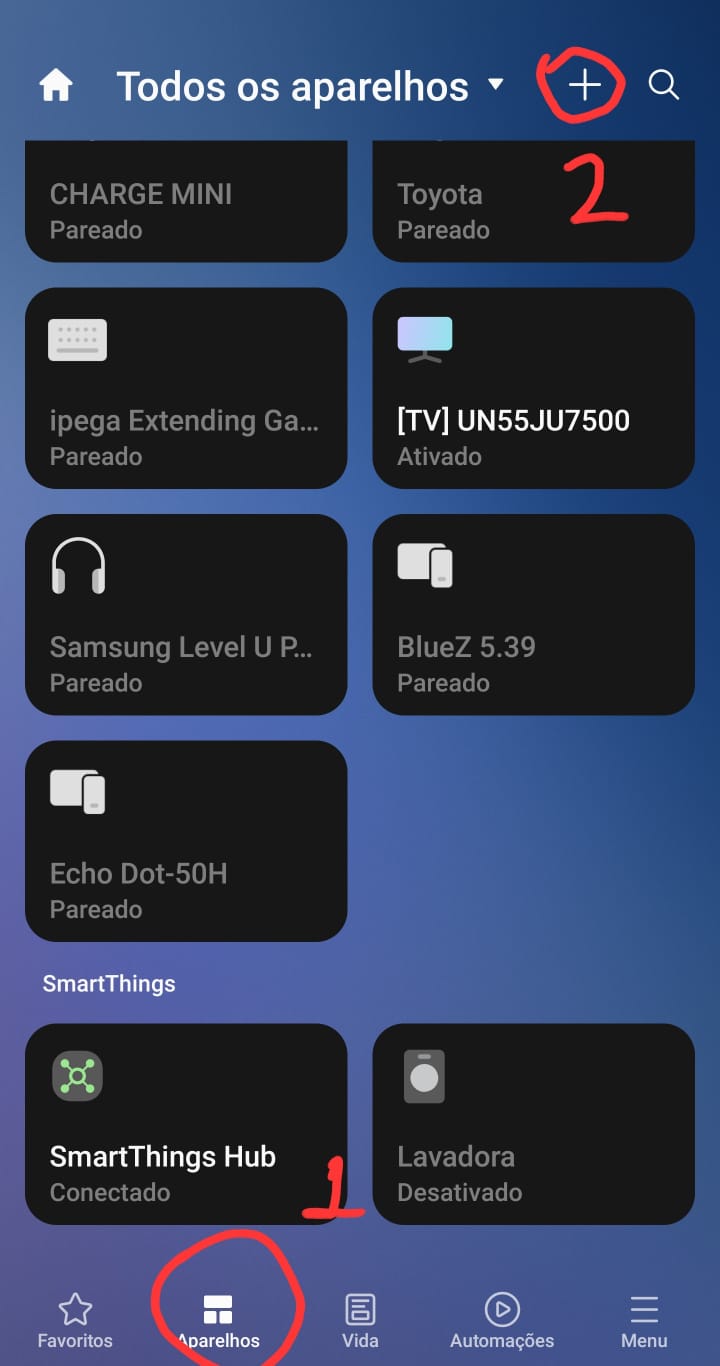 Todos os aparelhos
2
CHARGE MINI
Pareado
Toyota
Pareado
ipega Extending Ga...
Pareado
[TV] UN55JU7500
Ativado
Samsung Level U P...
Pareado
BlueZ 5.39
Pareado
Echo Dot-50H
Pareado
SmartThings
SmartThings Hub
Conectado
1
Lavadora
Desativado
Favoritos
Aparelhos
Vida
Automações
Menu